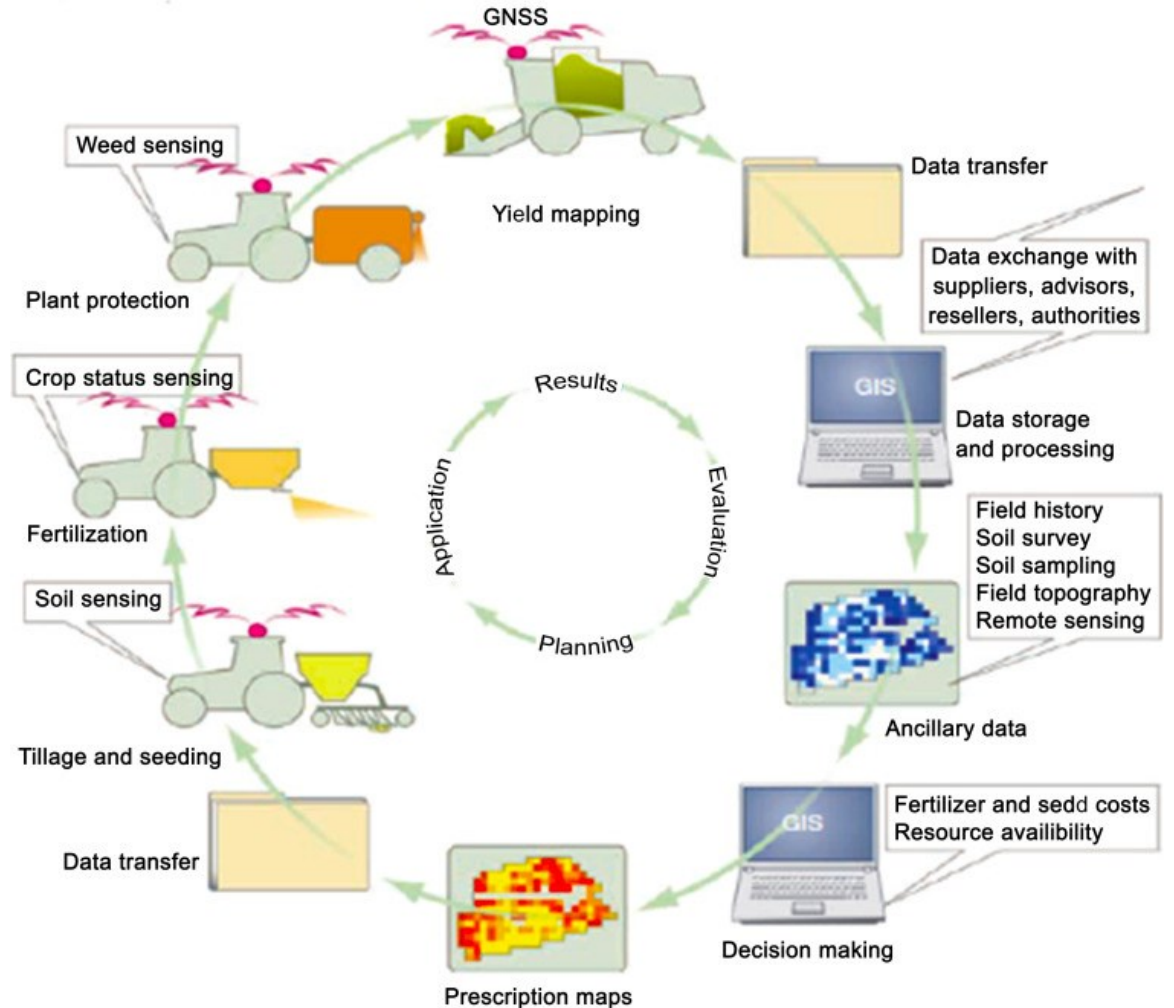 GNSS
Weed sensing
Data transfer
Yield mapping
Data exchange with
suppliers, advisors,
resellers, authorities
Plant protection
Crop status sensing
Results
GIS
Data storage
and processing
Evaluation
Application
Fertilization
Field history
Soil survey
Soil sampling
Field topography
Remote sensing
Soil sensing
Planning
Ancillary data
Tillage and seeding
Fertilizer and sedd costs
Resource availibility
GIS
Data transfer
Decision making
Prescription maps